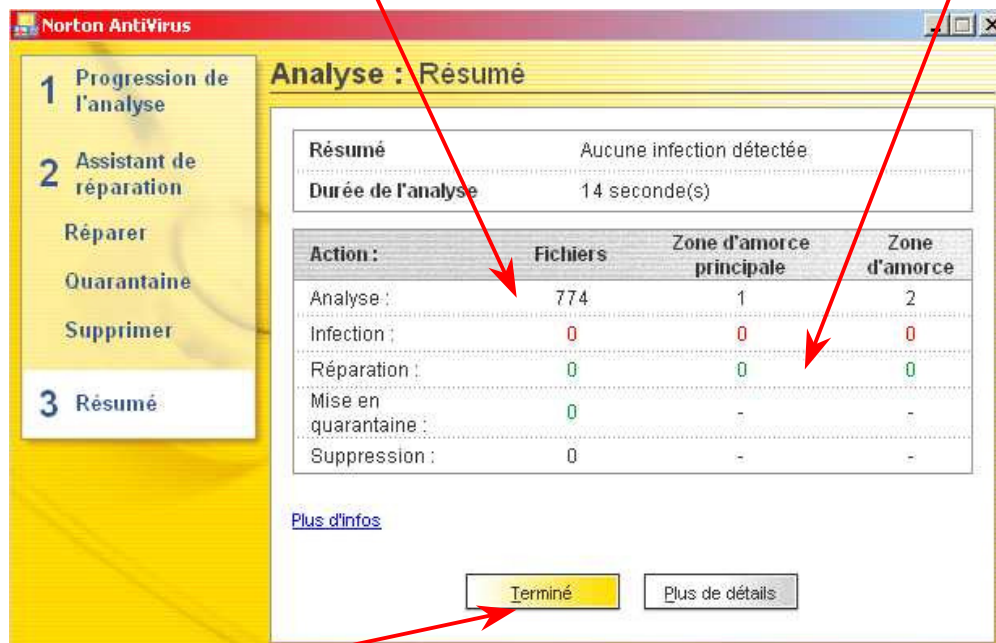 Norton AntiVirus
1 Progression de
l'analyse
2 Assistant de
réparation
Réparer
Quarantaine
Supprimer
3 Résumé
Analyse : Résumé
Résumé Aucune infection détectée
Durée de l'analyse 14 seconde(s)
Action : Fichiers Zone d'amorce principale Zone d'amorce
Analyse : 774 1 2
Infection : 0 0 0
Réparation : 0 0 0
Mise en
quarantaine : 0 - -
Suppression : 0 - -
Plus d'infos
Terminé Plus de détails